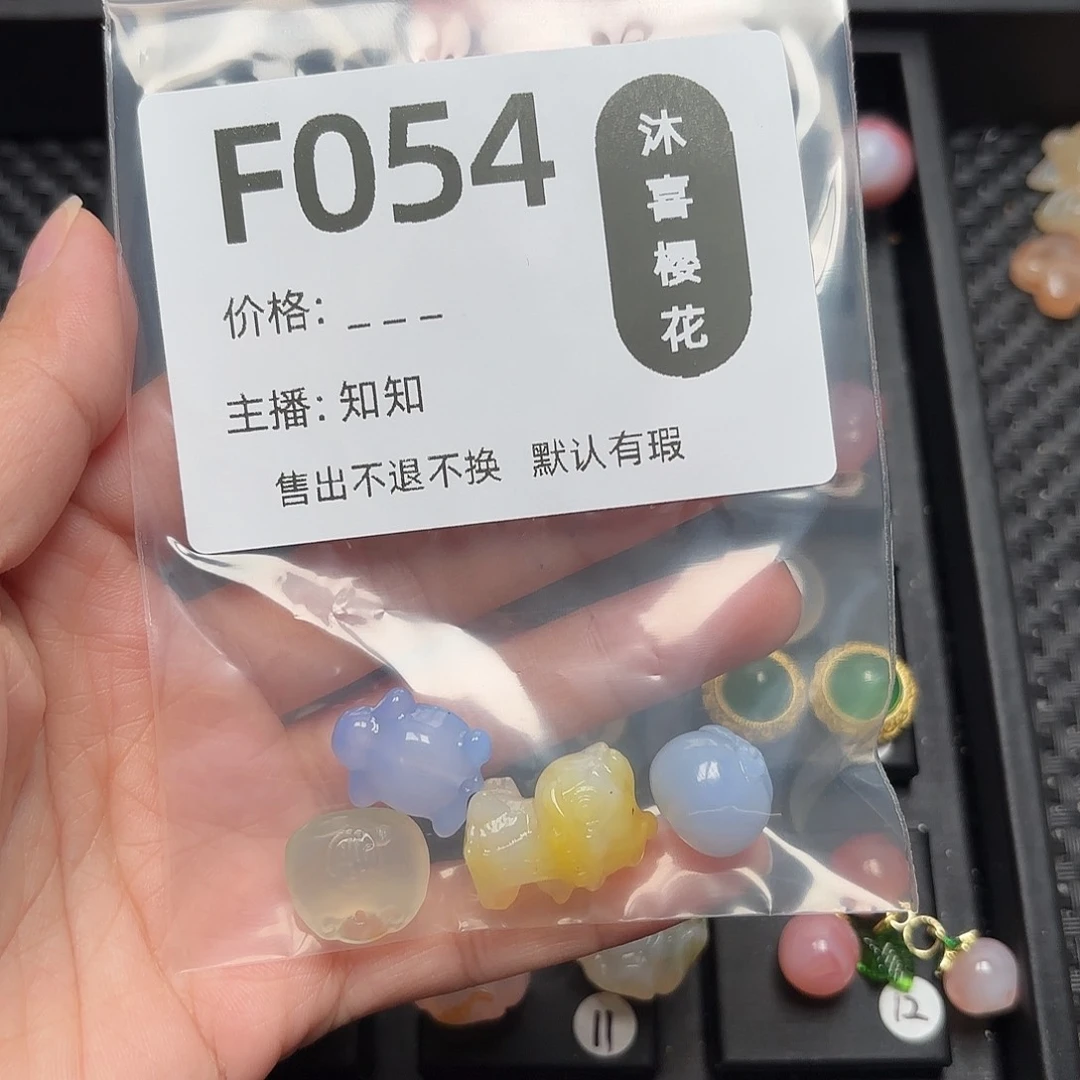 F054
沐喜樱花
价格: _ _ _
主播: 知知
售出不退不换 默认有瑕
11
12